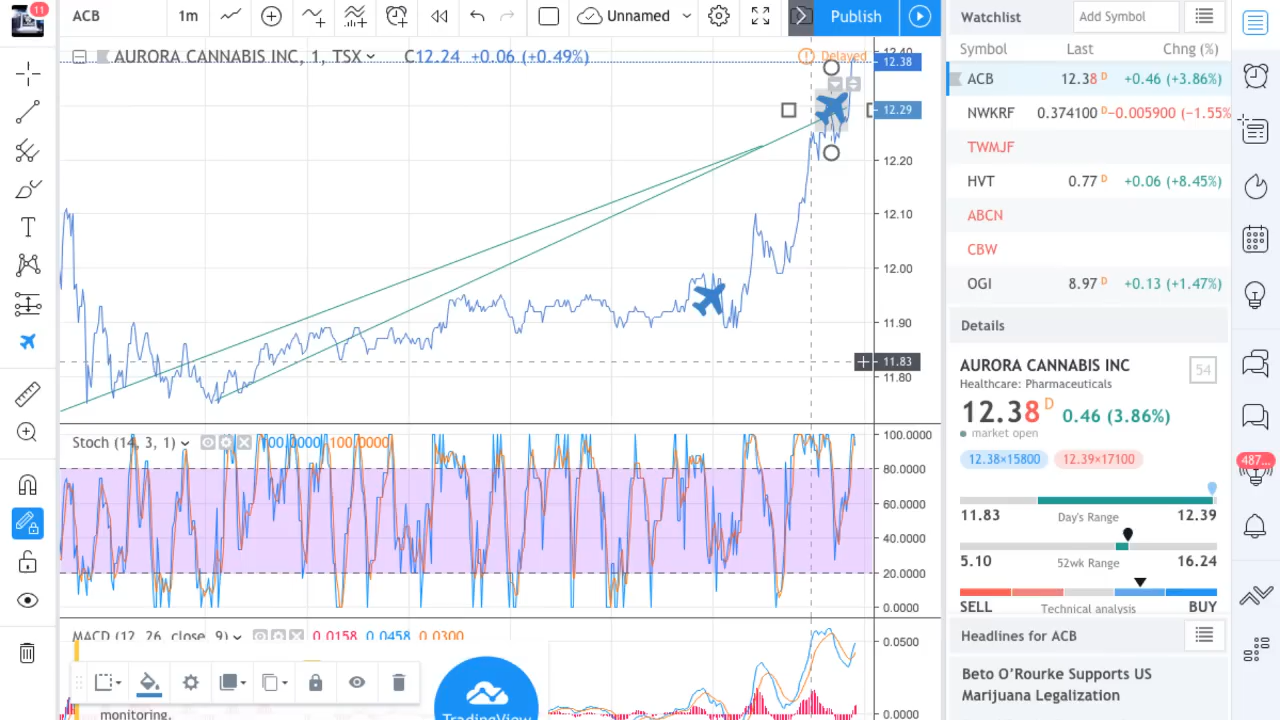 11
ACB
1m
Unnamed
Publish
AURORA CANNABIS INC, 1, TSX
C12.24 +0.06 (+0.49%)
Delayed
12.40
12.38
12.29
12.20
12.10
12.00
11.90
11.83
11.80
Stoch (14, 3, 1)
100.0000 100.0000
100.0000
80.0000
60.0000
40.0000
20.0000
0.0000
MACD (12, 26, close, 9)
0.0158 0.0458 0.0300
0.0500
0.0000
monitoring.
TradingView
Watchlist
Add Symbol
Symbol Last Chng (%)
ACB 12.38 D +0.46 (+3.86%)
NWKRF 0.374100 D −0.005900 (−1.55%
TWMJF
HVT 0.77 D +0.06 (+8.45%)
ABCN
CBW
OGI 8.97 D +0.13 (+1.47%)
Details
AURORA CANNABIS INC
54
Healthcare: Pharmaceuticals
12.38 D 0.46 (3.86%)
market open
12.38×15800 12.39×17100
11.83 Day's Range 12.39
5.10 52wk Range 16.24
SELL Technical analysis BUY
Headlines for ACB
Beto O’Rourke Supports US
Marijuana Legalization
487...